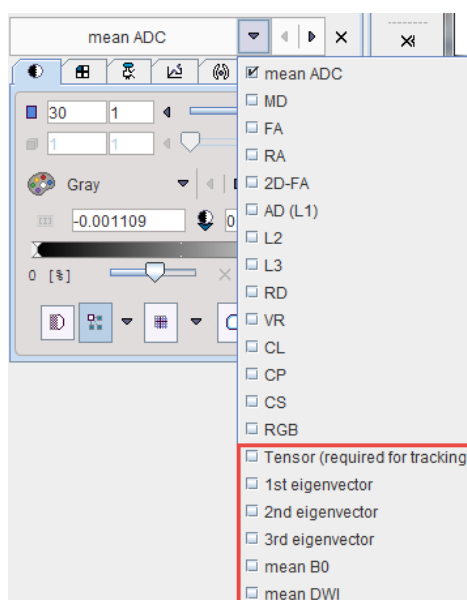 mean ADC
30 1
1 1
Gray
-0.001109 0
0 [%]
mean ADC
MD
FA
RA
2D-FA
AD (L1)
L2
L3
RD
VR
CL
CP
CS
RGB
Tensor (required for tracking
1st eigenvector
2nd eigenvector
3rd eigenvector
mean B0
mean DWI